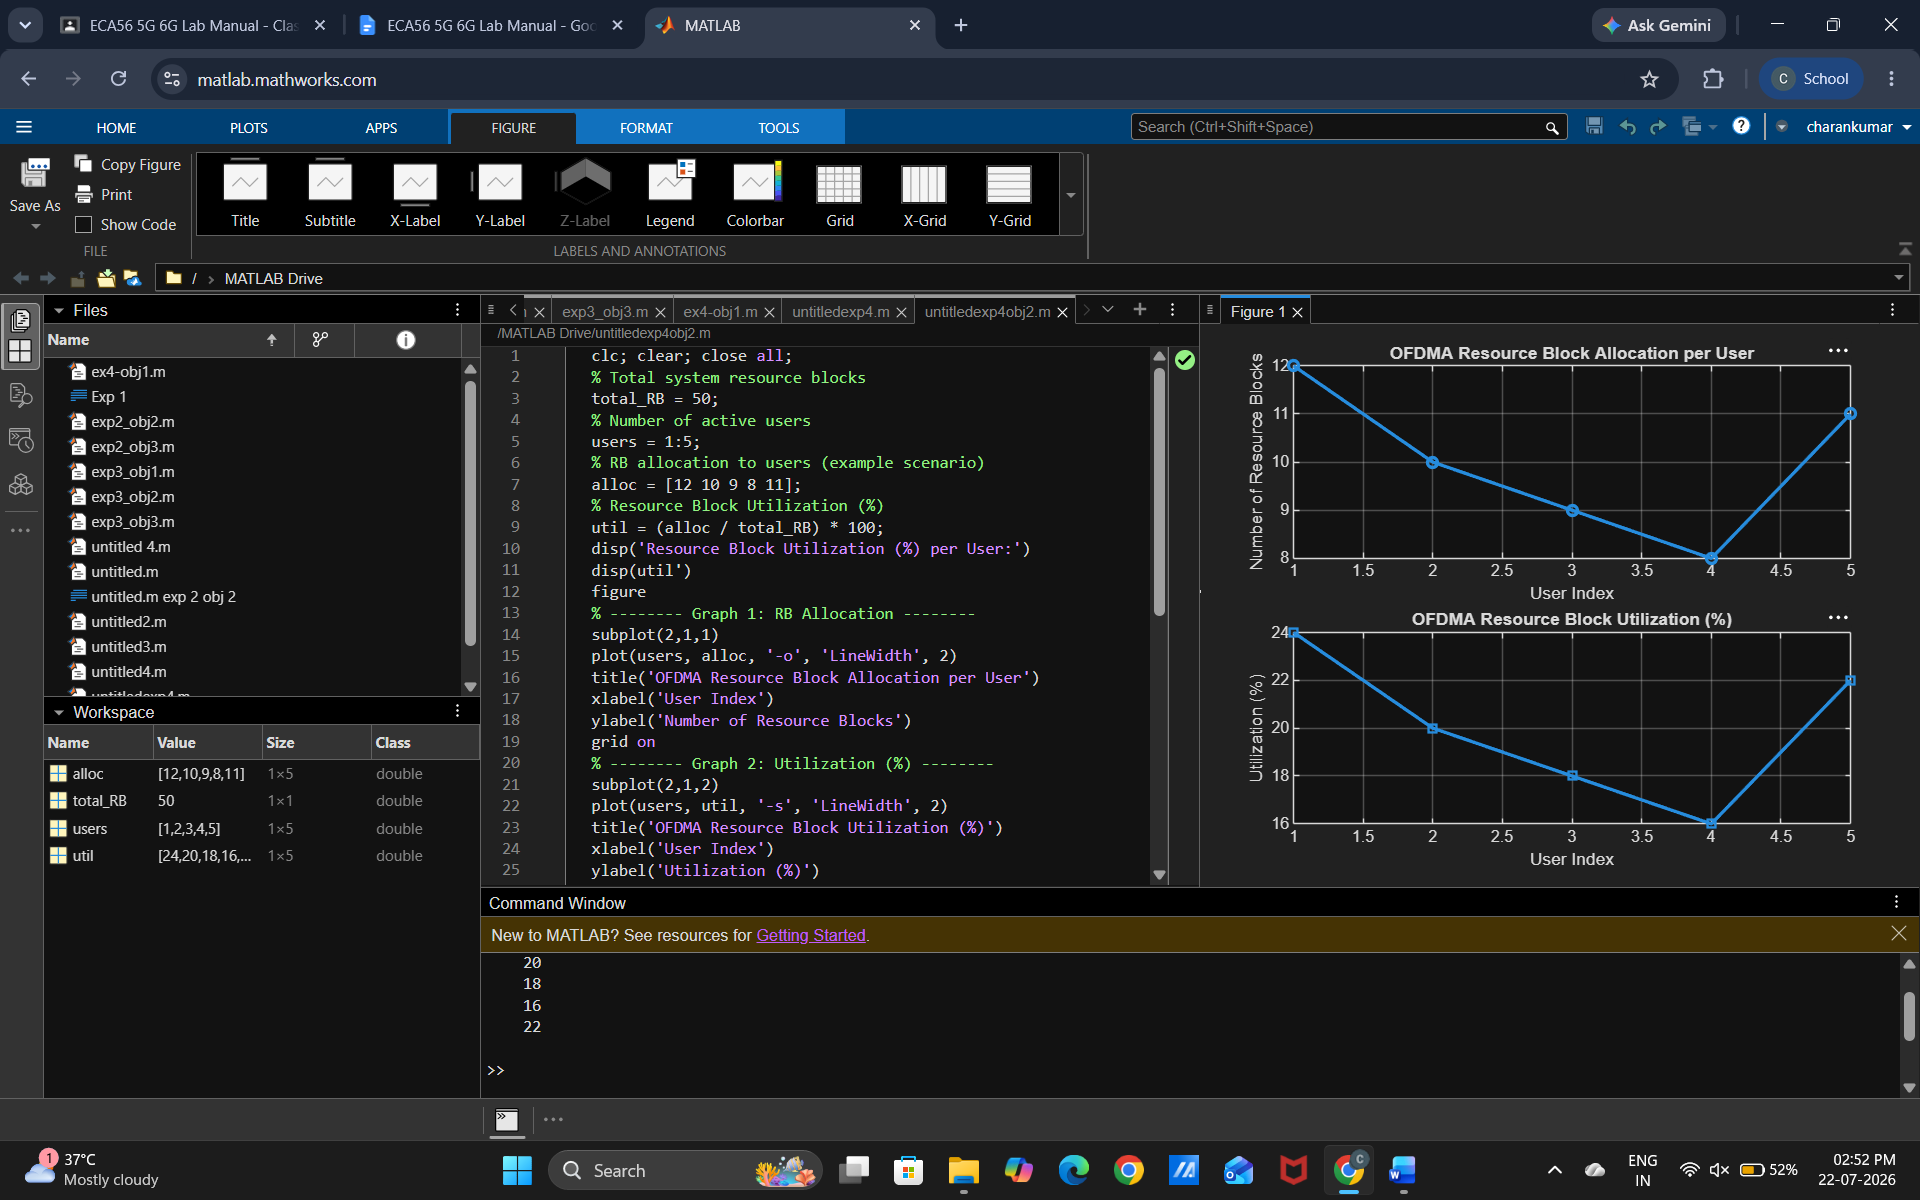 ECA56 5G 6G Lab Manual - Clas
ECA56 5G 6G Lab Manual - Goo
MATLAB
Ask Gemini
matlab.mathworks.com
C School
HOME
PLOTS
APPS
FIGURE
FORMAT
TOOLS
Search (Ctrl+Shift+Space)
charankumar
Save As
Copy Figure
Print
Show Code
FILE
Title
Subtitle
X-Label
Y-Label
Z-Label
Legend
Colorbar
Grid
X-Grid
Y-Grid
LABELS AND ANNOTATIONS
/ › MATLAB Drive
Files
Name
ex4-obj1.m
Exp 1
exp2_obj2.m
exp2_obj3.m
exp3_obj1.m
exp3_obj2.m
exp3_obj3.m
untitled 4.m
untitled.m
untitled.m exp 2 obj 2
untitled2.m
untitled3.m
untitled4.m
untitledexp4.m
Workspace
Name Value Size Class
alloc [12,10,9,8,11] 1×5 double
total_RB 50 1×1 double
users [1,2,3,4,5] 1×5 double
util [24,20,18,16,... 1×5 double
exp3_obj3.m
ex4-obj1.m
untitledexp4.m
untitledexp4obj2.m
/MATLAB Drive/untitledexp4obj2.m
1 clc; clear; close all;
2 % Total system resource blocks
3 total_RB = 50;
4 % Number of active users
5 users = 1:5;
6 % RB allocation to users (example scenario)
7 alloc = [12 10 9 8 11];
8 % Resource Block Utilization (%)
9 util = (alloc / total_RB) * 100;
10 disp('Resource Block Utilization (%) per User:')
11 disp(util')
12 figure
13 % -------- Graph 1: RB Allocation --------
14 subplot(2,1,1)
15 plot(users, alloc, '-o', 'LineWidth', 2)
16 title('OFDMA Resource Block Allocation per User')
17 xlabel('User Index')
18 ylabel('Number of Resource Blocks')
19 grid on
20 % -------- Graph 2: Utilization (%) --------
21 subplot(2,1,2)
22 plot(users, util, '-s', 'LineWidth', 2)
23 title('OFDMA Resource Block Utilization (%)')
24 xlabel('User Index')
25 ylabel('Utilization (%)')
Figure 1
OFDMA Resource Block Allocation per User
Number of Resource Blocks
12
11
10
9
8
1 1.5 2 2.5 3 3.5 4 4.5 5
User Index
OFDMA Resource Block Utilization (%)
Utilization (%)
24
22
20
18
16
1 1.5 2 2.5 3 3.5 4 4.5 5
User Index
Command Window
New to MATLAB? See resources for Getting Started.
20
18
16
22
>>
1
37°C
Mostly cloudy
Search
ENG
IN
52%
02:52 PM
22-07-2026